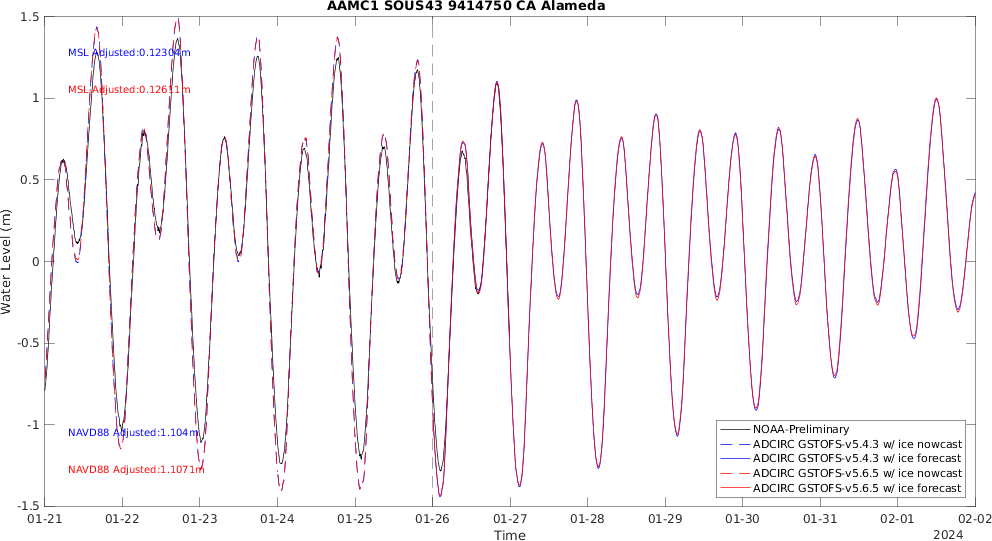 AAMC1 SOUS43 9414750 CA Alameda
1.5
1
0.5
0
-0.5
-1
-1.5
Water Level (m)
MSL Adjusted:0.12304m
MSL Adjusted:0.12611m
NAVD88 Adjusted:1.104m
NAVD88 Adjusted:1.1071m
NOAA-Preliminary
ADCIRC GSTOFS-v5.4.3 w/ ice nowcast
ADCIRC GSTOFS-v5.4.3 w/ ice forecast
ADCIRC GSTOFS-v5.6.5 w/ ice nowcast
ADCIRC GSTOFS-v5.6.5 w/ ice forecast
01-21 01-22 01-23 01-24 01-25 01-26 01-27 01-28 01-29 01-30 01-31 02-01 02-02
Time
2024